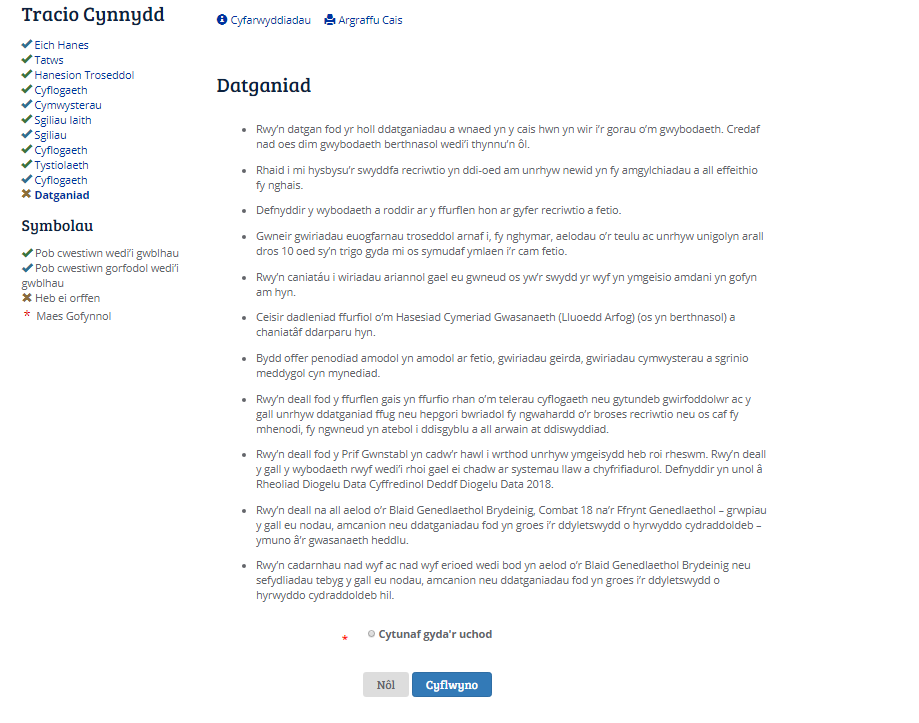 Tracio Cynnydd
Eich Hanes
Tatws
Hanesion Troseddol
Cyflogaeth
Cymwysterau
Sgiliau Iaith
Sgiliau
Cyflogaeth
Tystiolaeth
Cyflogaeth
Datganiad
Symbolau
Pob cwestiwn wedi’i gwblhau
Pob cwestiwn gorfodol wedi’i
gwblhau
Heb ei orffen
* Maes Gofynnol
Cyfarwyddiadau Argraffu Cais
Datganiad
• Rwy’n datgan fod yr holl ddatganiadau a wnaed yn y cais hwn yn wir i’r gorau o’m gwybodaeth. Credaf
nad oes dim gwybodaeth berthnasol wedi’i thynnu’n ôl.
• Rhaid i mi hysbysu’r swyddfa recriwtio yn ddi-oed am unrhyw newid yn fy amgylchiadau a all effeithio
fy nghais.
• Defnyddir y wybodaeth a roddir ar y ffurflen hon ar gyfer recriwtio a fetio.
• Gwneir gwiriadau euogfarnau troseddol arnaf i, fy nghymar, aelodau o’r teulu ac unrhyw unigolyn arall
dros 10 oed sy’n trigo gyda mi os symudaf ymlaen i’r cam fetio.
• Rwy’n caniatáu i wiriadau ariannol gael eu gwneud os yw’r swydd yr wyf yn ymgeisio amdani yn gofyn
am hyn.
• Ceisir dadleniad ffurfiol o’m Hasesiad Cymeriad Gwasanaeth (Lluoedd Arfog) (os yn berthnasol) a
chaniatâf ddarparu hyn.
• Bydd offer penodiad amodol yn amodol ar fetio, gwiriadau geirda, gwiriadau cymwysterau a sgrinio
meddygol cyn mynediad.
• Rwy’n deall fod y ffurflen gais yn ffurfio rhan o’m telerau cyflogaeth neu gytundeb gwirfoddolwr ac y
gall unrhyw ddatganiad ffug neu hepgori bwriadol fy ngwahardd o’r broses recriwtio neu os caf fy
mhenodi, fy ngwneud yn atebol i ddisgyblu a all arwain at ddiswyddiad.
• Rwy’n deall fod y Prif Gwnstabl yn cadw’r hawl i wrthod unrhyw ymgeisydd heb roi rheswm. Rwy’n deall
y gall y wybodaeth rwyf wedi’i rhoi gael ei chadw ar systemau llaw a chyfrifiadurol. Defnyddir yn unol â
Rheoliad Diogelu Data Cyffredinol Deddf Diogelu Data 2018.
• Rwy’n deall na all aelod o’r Blaid Genedlaethol Brydeinig, Combat 18 na’r Ffrynt Genedlaethol – grwpiau
y gall eu nodau, amcanion neu ddatganiadau fod yn groes i’r ddyletswydd o hyrwyddo cydraddoldeb –
ymuno â’r gwasanaeth heddlu.
• Rwy’n cadarnhau nad wyf ac nad wyf erioed wedi bod yn aelod o’r Blaid Genedlaethol Brydeinig neu
sefydliadau tebyg y gall eu nodau, amcanion neu ddatganiadau fod yn groes i’r ddyletswydd o
hyrwyddo cydraddoldeb hil.
* Cytunaf gyda'r uchod
Nôl Cyflwyno